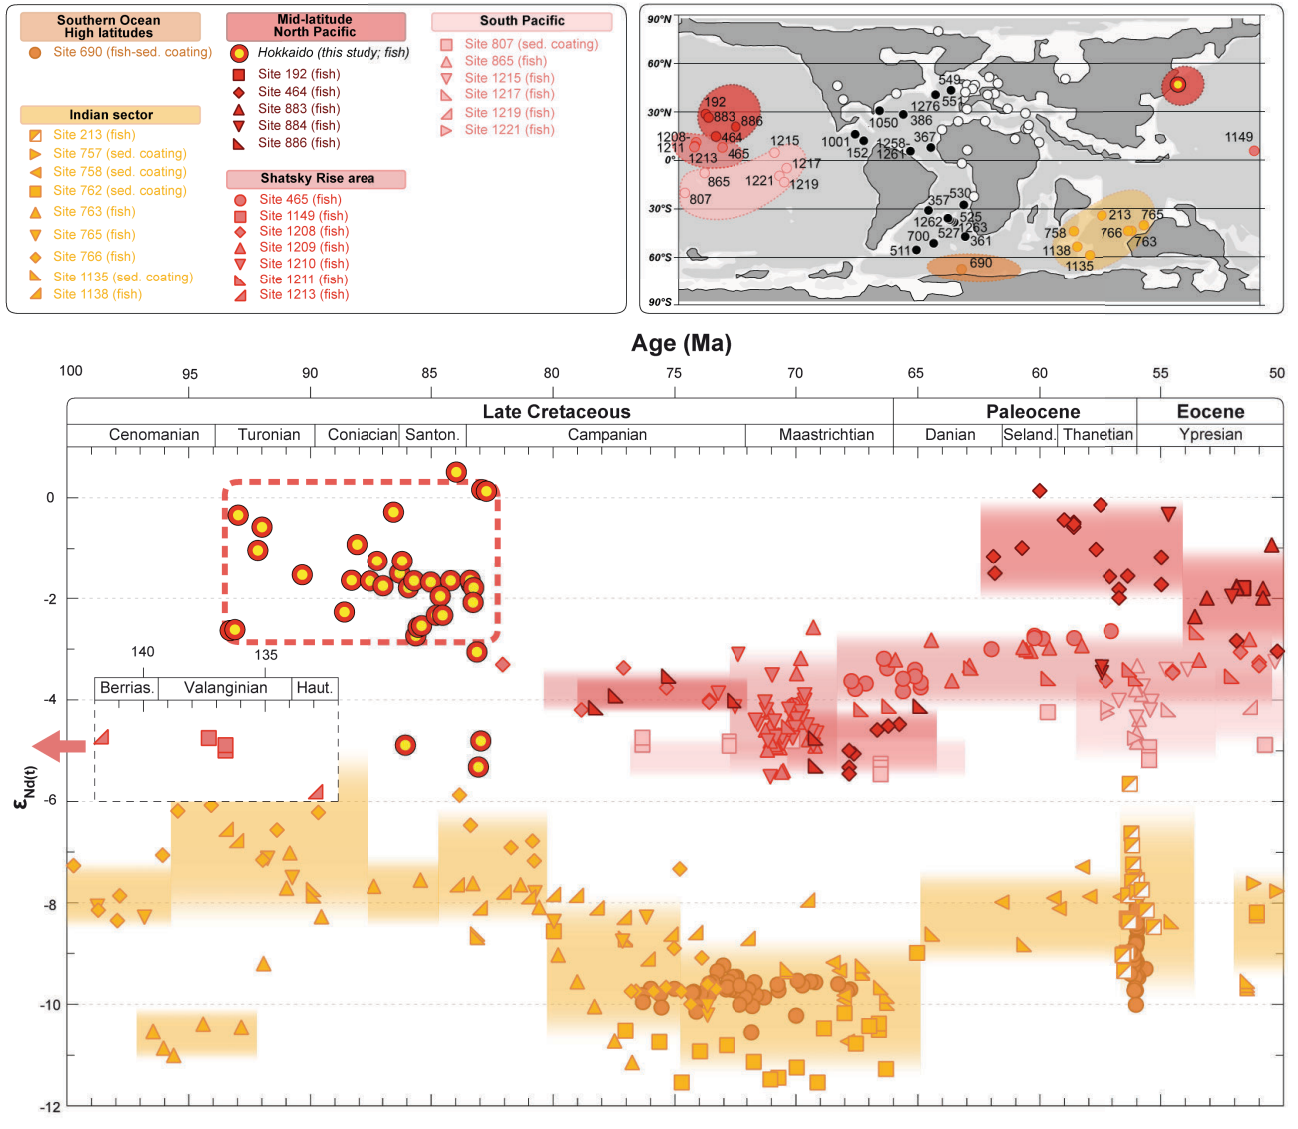 Southern Ocean
High latitudes
Site 690 (fish-sed. coating)
Indian sector
Site 213 (fish)
Site 757 (sed. coating)
Site 758 (sed. coating)
Site 762 (sed. coating)
Site 763 (fish)
Site 765 (fish)
Site 766 (fish)
Site 1135 (sed. coating)
Site 1138 (fish)
Mid-latitude
North Pacific
Hokkaido (this study; fish)
Site 192 (fish)
Site 464 (fish)
Site 883 (fish)
Site 884 (fish)
Site 886 (fish)
Shatsky Rise area
Site 465 (fish)
Site 1149 (fish)
Site 1208 (fish)
Site 1209 (fish)
Site 1210 (fish)
Site 1211 (fish)
Site 1213 (fish)
South Pacific
Site 807 (sed. coating)
Site 865 (fish)
Site 1215 (fish)
Site 1217 (fish)
Site 1219 (fish)
Site 1221 (fish)
90°N
60°N
30°N
0°
30°S
60°S
90°S
192
883
886
1208-
1211
464
1213
465
1215
1217
865
1221
1219
807
549
1276
551
1050
386
1001
367
152
1258-
1261
530
357
525
1262
1263
527
700
361
511
690
213
765
758
766
763
1138
1135
1149
Age (Ma)
100 95 90 85 80 75 70 65 60 55 50
Late Cretaceous Paleocene Eocene
Cenomanian Turonian Coniacian Santon. Campanian Maastrichtian Danian Seland. Thanetian Ypresian
0
-2
-4
-6
-8
-10
-12
εNd(t)
140 135
Berrias. Valanginian Haut.